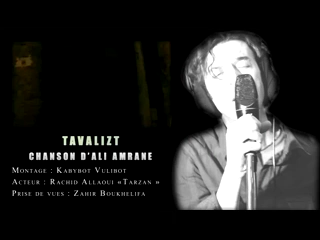 TAVALIZT
CHANSON D'ALI AMRANE
Montage : Kabybot Vulibot
Acteur : Rachid Allaoui «Tarzan »
Prise de vues : Zahir Boukhelifa